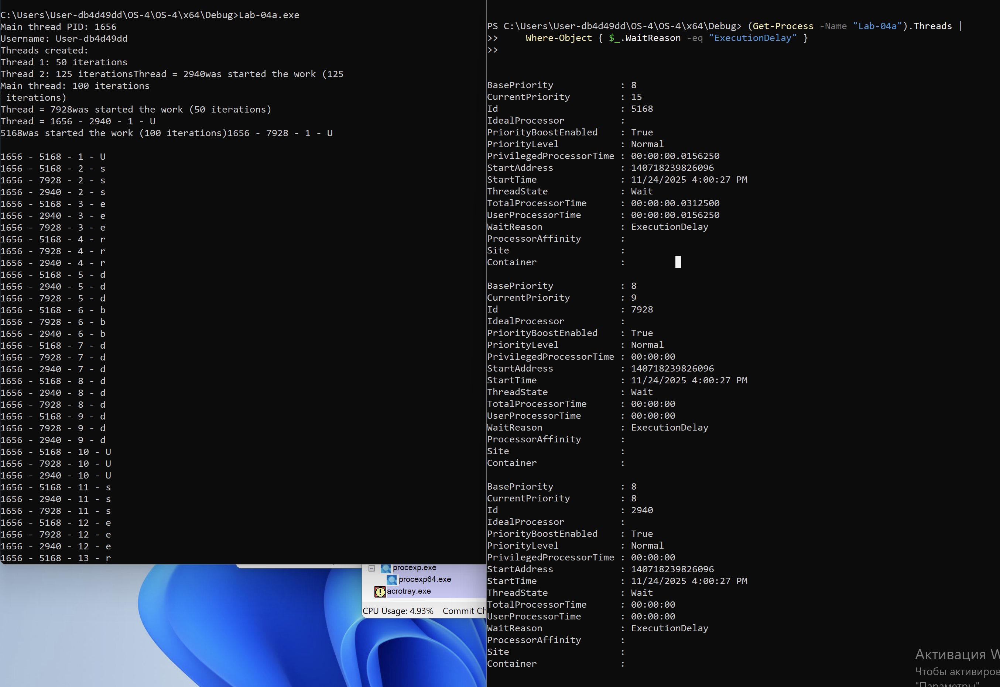 C:\Users\User-db4d49dd\OS-4\OS-4\x64\Debug>Lab-04a.exe
Main thread PID: 1656
Username: User-db4d49dd
Threads created:
Thread 1: 50 iterations
Thread 2: 125 iterationsThread = 2940was started the work (125
Main thread: 100 iterations
 iterations)
Thread = 7928was started the work (50 iterations)
Thread = 1656 - 2940 - 1 - U
5168was started the work (100 iterations)1656 - 7928 - 1 - U

1656 - 5168 - 1 - U
1656 - 5168 - 2 - s
1656 - 7928 - 2 - s
1656 - 2940 - 2 - s
1656 - 5168 - 3 - e
1656 - 2940 - 3 - e
1656 - 7928 - 3 - e
1656 - 5168 - 4 - r
1656 - 7928 - 4 - r
1656 - 2940 - 4 - r
1656 - 5168 - 5 - d
1656 - 2940 - 5 - d
1656 - 7928 - 5 - d
1656 - 5168 - 6 - b
1656 - 7928 - 6 - b
1656 - 2940 - 6 - b
1656 - 5168 - 7 - d
1656 - 7928 - 7 - d
1656 - 2940 - 7 - d
1656 - 5168 - 8 - d
1656 - 2940 - 8 - d
1656 - 7928 - 8 - d
1656 - 5168 - 9 - d
1656 - 7928 - 9 - d
1656 - 2940 - 9 - d
1656 - 5168 - 10 - U
1656 - 7928 - 10 - U
1656 - 2940 - 10 - U
1656 - 5168 - 11 - s
1656 - 2940 - 11 - s
1656 - 7928 - 11 - s
1656 - 5168 - 12 - e
1656 - 7928 - 12 - e
1656 - 2940 - 12 - e
1656 - 5168 - 13 - r
procexp.exe
procexp64.exe
acrotray.exe
CPU Usage: 4.93% Commit Ch
PS C:\Users\User-db4d49dd\OS-4\OS-4\x64\Debug> (Get-Process -Name "Lab-04a").Threads |
>>     Where-Object { $_.WaitReason -eq "ExecutionDelay" }
>>

BasePriority            : 8
CurrentPriority         : 15
Id                      : 5168
IdealProcessor          :
PriorityBoostEnabled    : True
PriorityLevel           : Normal
PrivilegedProcessorTime : 00:00:00.0156250
StartAddress            : 140718239826096
StartTime               : 11/24/2025 4:00:27 PM
ThreadState             : Wait
TotalProcessorTime      : 00:00:00.0312500
UserProcessorTime       : 00:00:00.0156250
WaitReason              : ExecutionDelay
ProcessorAffinity       :
Site                    :
Container               :

BasePriority            : 8
CurrentPriority         : 9
Id                      : 7928
IdealProcessor          :
PriorityBoostEnabled    : True
PriorityLevel           : Normal
PrivilegedProcessorTime : 00:00:00
StartAddress            : 140718239826096
StartTime               : 11/24/2025 4:00:27 PM
ThreadState             : Wait
TotalProcessorTime      : 00:00:00
UserProcessorTime       : 00:00:00
WaitReason              : ExecutionDelay
ProcessorAffinity       :
Site                    :
Container               :

BasePriority            : 8
CurrentPriority         : 8
Id                      : 2940
IdealProcessor          :
PriorityBoostEnabled    : True
PriorityLevel           : Normal
PrivilegedProcessorTime : 00:00:00
StartAddress            : 140718239826096
StartTime               : 11/24/2025 4:00:27 PM
ThreadState             : Wait
TotalProcessorTime      : 00:00:00
UserProcessorTime       : 00:00:00
WaitReason              : ExecutionDelay
ProcessorAffinity       :
Site                    :
Container               :
Активация W
Чтобы активиров
"Параметры"